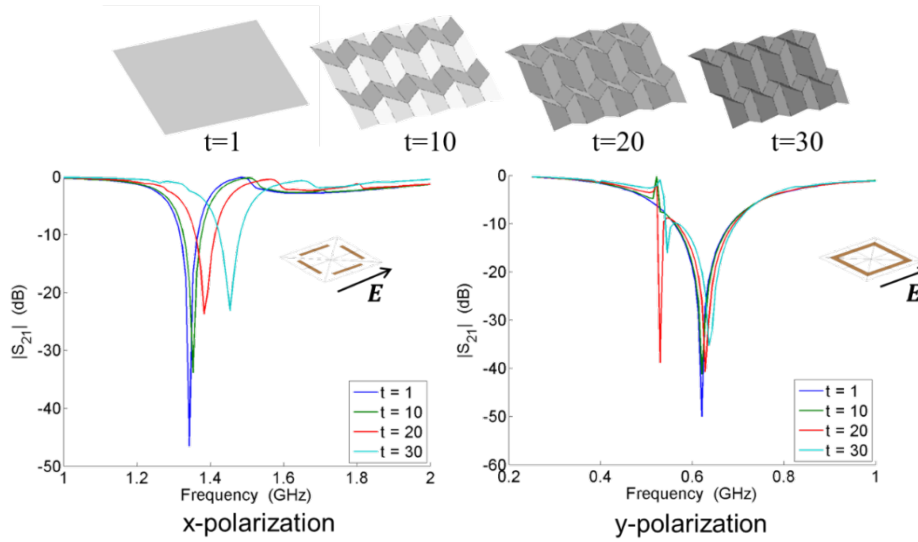 t=1
t=10
t=20
t=30
0
-10
-20
-30
-40
-50
|S21| (dB)
1
1.2
1.4
1.6
1.8
2
Frequency (GHz)
E
t = 1
t = 10
t = 20
t = 30
x-polarization
0
-10
-20
-30
-40
-50
-60
|S21| (dB)
0.2
0.4
0.6
0.8
1
Frequency (GHz)
E
t = 1
t = 10
t = 20
t = 30
y-polarization